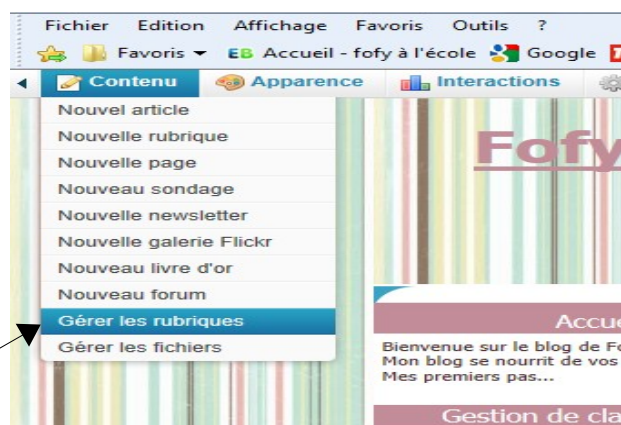 Fichier Edition Affichage Favoris Outils ?
Favoris EB Accueil - fofy à l'école Google
Contenu Apparence Interactions
Nouvel article
Nouvelle rubrique
Nouvelle page
Nouveau sondage
Nouvelle newsletter
Nouvelle galerie Flickr
Nouveau livre d'or
Nouveau forum
Gérer les rubriques
Gérer les fichiers
Fofy
Accue
Bienvenue sur le blog de Fo
Mon blog se nourrit de vos
Mes premiers pas...
Gestion de cla